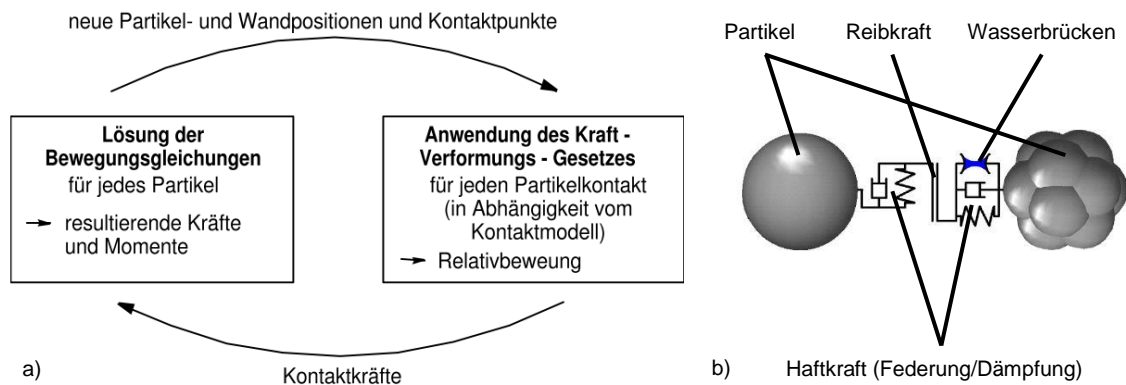 neue Partikel- und Wandpositionen und Kontaktpunkte
Lösung der
Bewegungsgleichungen
für jedes Partikel
→ resultierende Kräfte
und Momente
Anwendung des Kraft -
Verformungs - Gesetzes
für jeden Partikelkontakt
(in Abhängigkeit vom
Kontaktmodell)
→ Relativbeweung
Kontaktkräfte
a)
Partikel
Reibkraft
Wasserbrücken
Haftkraft (Federung/Dämpfung)
b)